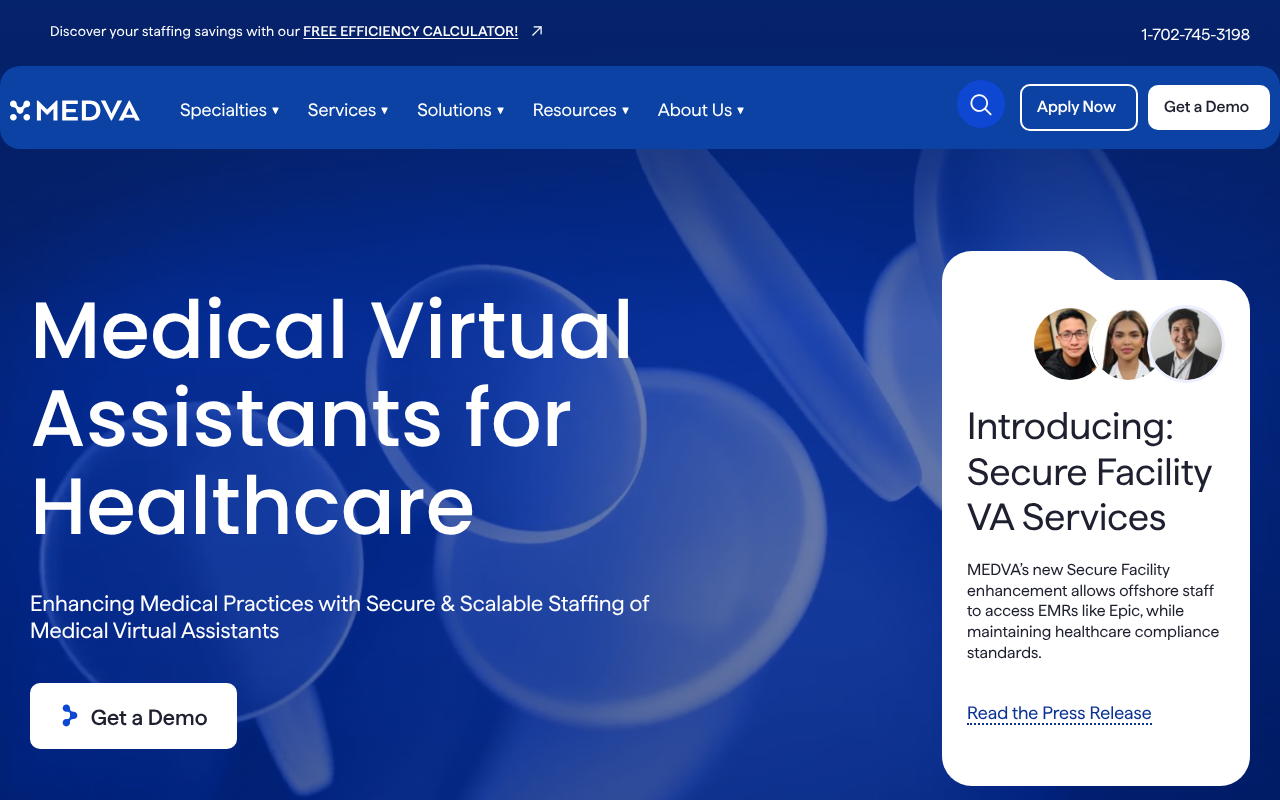 Discover your staffing savings with our FREE EFFICIENCY CALCULATOR!
1-702-745-3198
MEDVA
Specialties
Services
Solutions
Resources
About Us
Apply Now
Get a Demo
Medical Virtual
Assistants for
Healthcare
Enhancing Medical Practices with Secure & Scalable Staffing of
Medical Virtual Assistants
Get a Demo
Introducing:
Secure Facility
VA Services
MEDVA’s new Secure Facility
enhancement allows offshore staff
to access EMRs like Epic, while
maintaining healthcare compliance
standards.
Read the Press Release